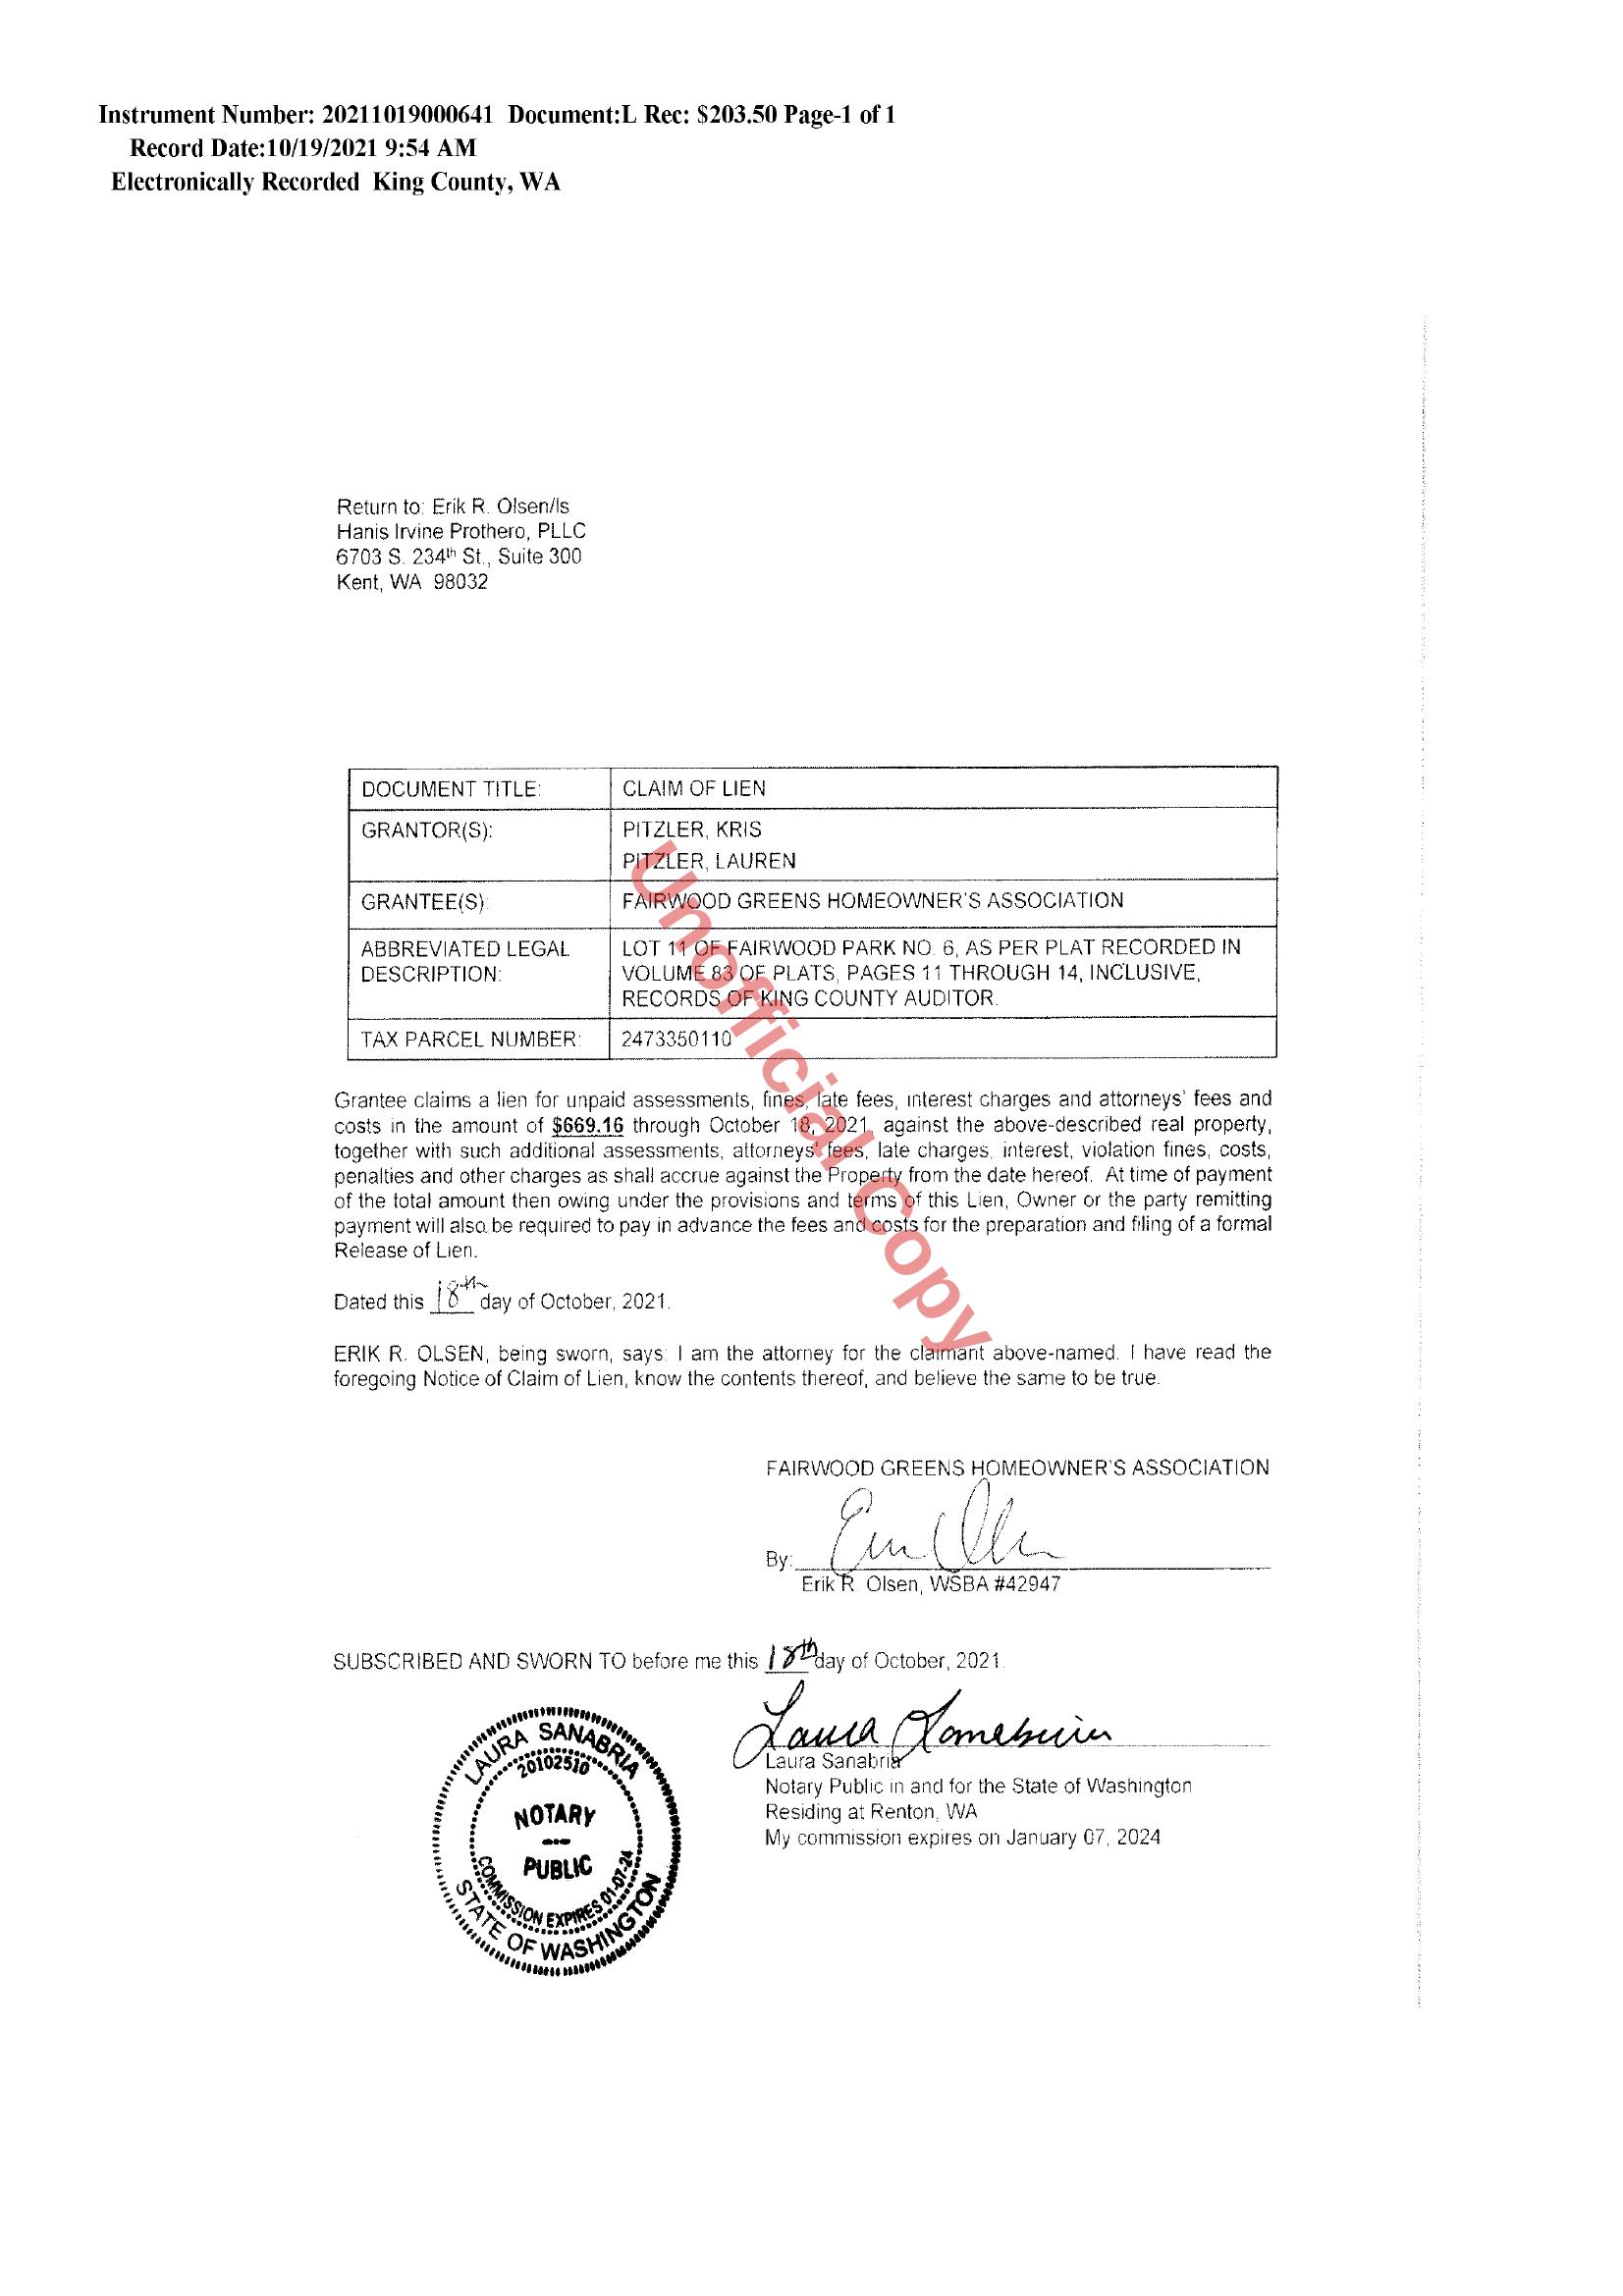 Instrument Number: 20211019000641 Document:L Rec: $203.50 Page-1 of 1
Record Date:10/19/2021 9:54 AM
Electronically Recorded King County, WA
Return to: Erik R. Olsen/ls
Hanis Irvine Prothero, PLLC
6703 S. 234th St., Suite 300
Kent, WA 98032
DOCUMENT TITLE: CLAIM OF LIEN
GRANTOR(S): PITZLER, KRIS
PITZLER, LAUREN
GRANTEE(S): FAIRWOOD GREENS HOMEOWNER'S ASSOCIATION
ABBREVIATED LEGAL DESCRIPTION: LOT 11 OF FAIRWOOD PARK NO. 6, AS PER PLAT RECORDED IN
VOLUME 83 OF PLATS, PAGES 11 THROUGH 14, INCLUSIVE,
RECORDS OF KING COUNTY AUDITOR.
TAX PARCEL NUMBER: 2473350110
Grantee claims a lien for unpaid assessments, fines, late fees, interest charges and attorneys' fees and
costs in the amount of $669.16 through October 18, 2021, against the above-described real property,
together with such additional assessments, attorneys' fees, late charges, interest, violation fines, costs,
penalties and other charges as shall accrue against the Property from the date hereof. At time of payment
of the total amount then owing under the provisions and terms of this Lien, Owner or the party remitting
payment will also be required to pay in advance the fees and costs for the preparation and filing of a formal
Release of Lien.
Dated this 18th day of October, 2021.
ERIK R. OLSEN, being sworn, says: I am the attorney for the claimant above-named. I have read the
foregoing Notice of Claim of Lien, know the contents thereof, and believe the same to be true.
FAIRWOOD GREENS HOMEOWNER'S ASSOCIATION
By:
Erik R. Olsen, WSBA #42947
SUBSCRIBED AND SWORN TO before me this 18th day of October, 2021.
Laura Sanabria
Notary Public in and for the State of Washington
Residing at Renton, WA
My commission expires on January 07, 2024
LAURA SANABRIA
20102510
NOTARY
PUBLIC
COMMISSION EXPIRES 01-07-24
STATE OF WASHINGTON
Unofficial Copy